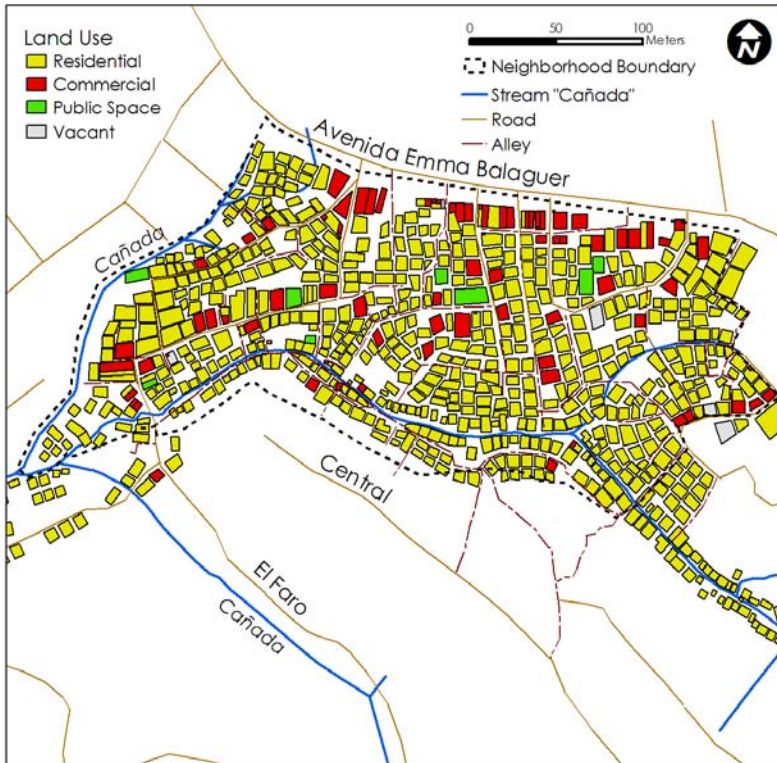 Land Use
Residential
Commercial
Public Space
Vacant
0 50 100
Meters
N
Neighborhood Boundary
Stream "Cañada"
Road
Alley
Avenida Emma Balaguer
Cañada
Central
El Faro
Cañada